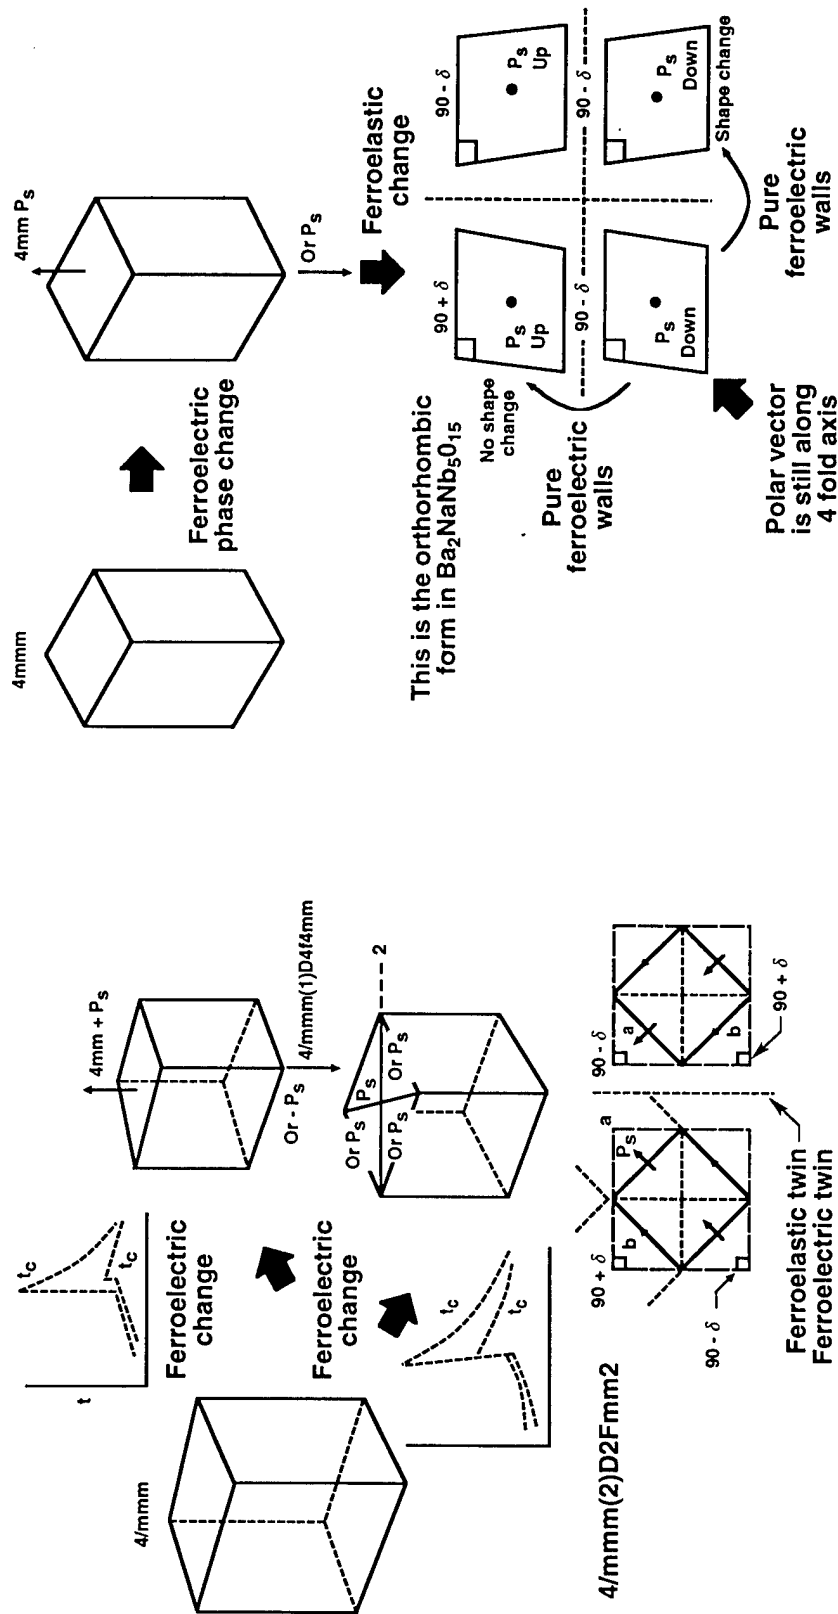 4/mmm
t
t_c
t_c
Ferroelectric
change
4mm + P_s
Or - P_s
4/mmm(1)D4f4mm
Ferroelectric
change
t_c
t_c
Or P_s
P_s
Or P_s
Or P_s
2
4/mmm(2)D2Fmm2
90 + δ
a
b
P_s
90 - δ
90 - δ
a
b
90 + δ
Ferroelastic twin
Ferroelectric twin
4mmm
Ferroelectric
phase change
4mm P_s
Or P_s
Ferroelastic
change
This is the orthorhombic
form in Ba₂NaNb₅O₁₅
No shape
change
Pure
ferroelectric
walls
90 + δ
P_s
Up
90 - δ
P_s
Up
90 - δ
P_s
Down
90 - δ
P_s
Down
Shape change
Pure
ferroelectric
walls
Polar vector
is still along
4 fold axis